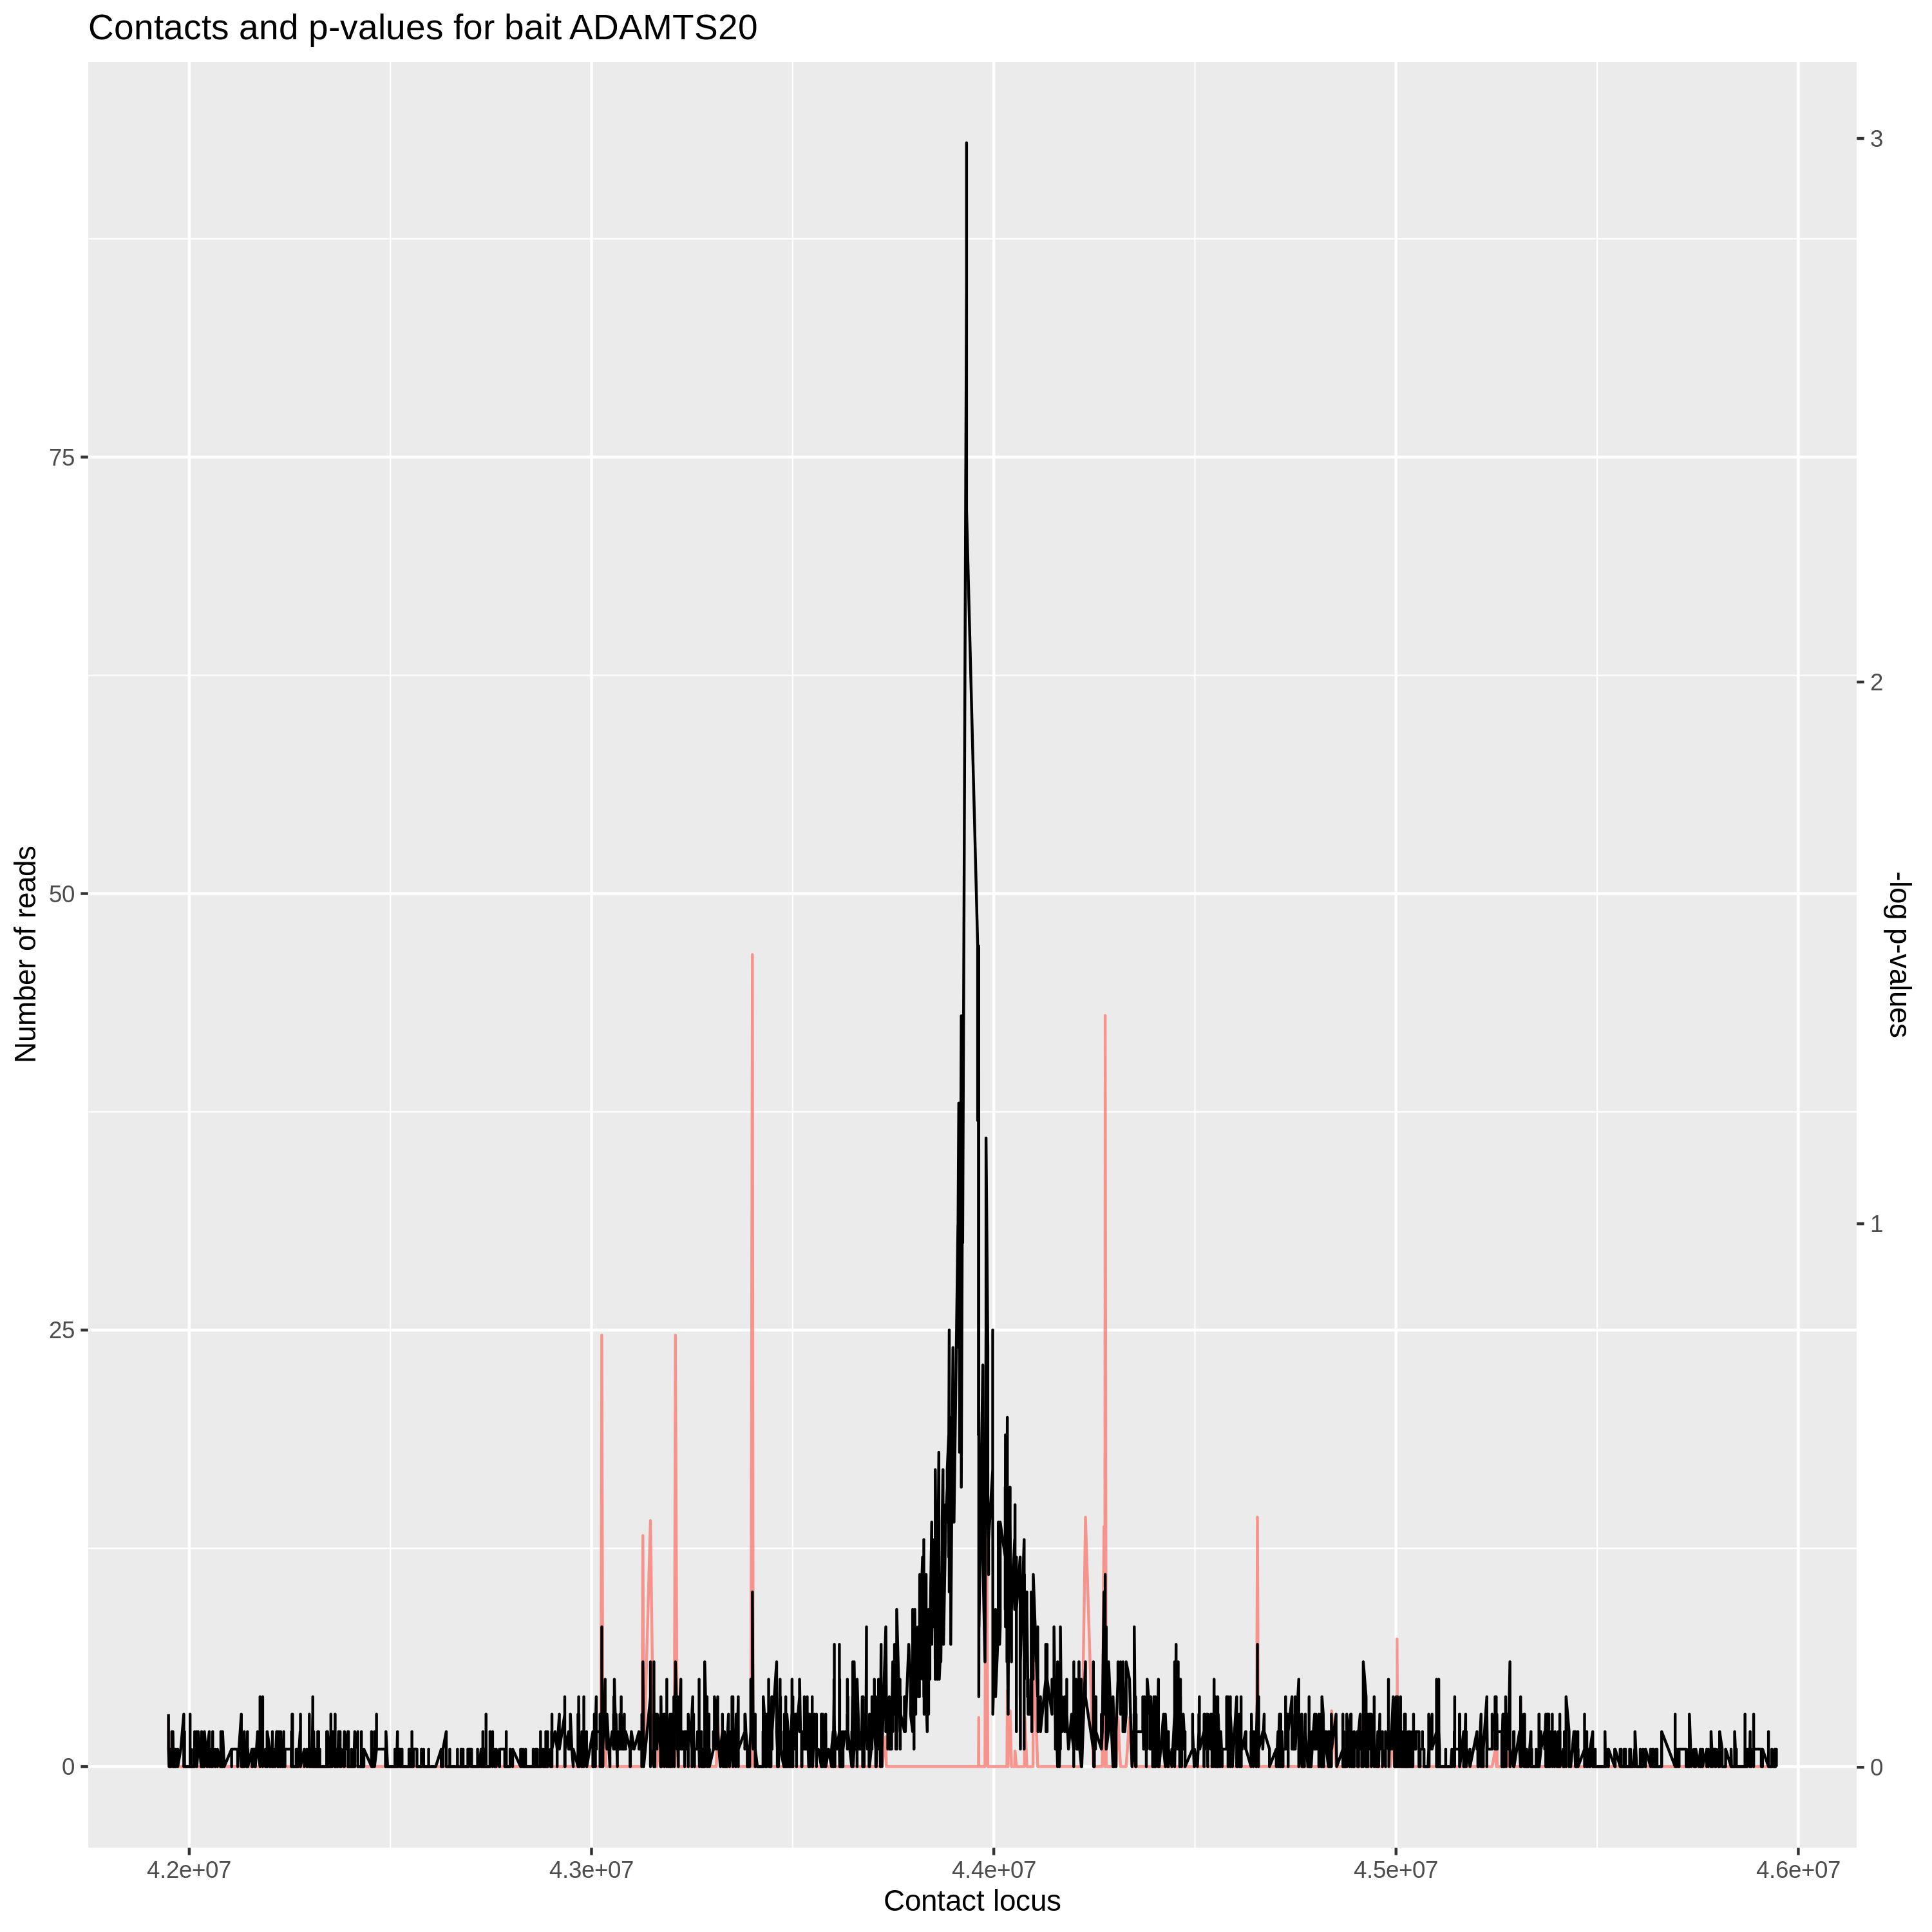 Contacts and p-values for bait ADAMTS20
Number of reads
75
50
25
0
3
2
1
0
-log p-values
4.2e+07
4.3e+07
4.4e+07
4.5e+07
4.6e+07
Contact locus